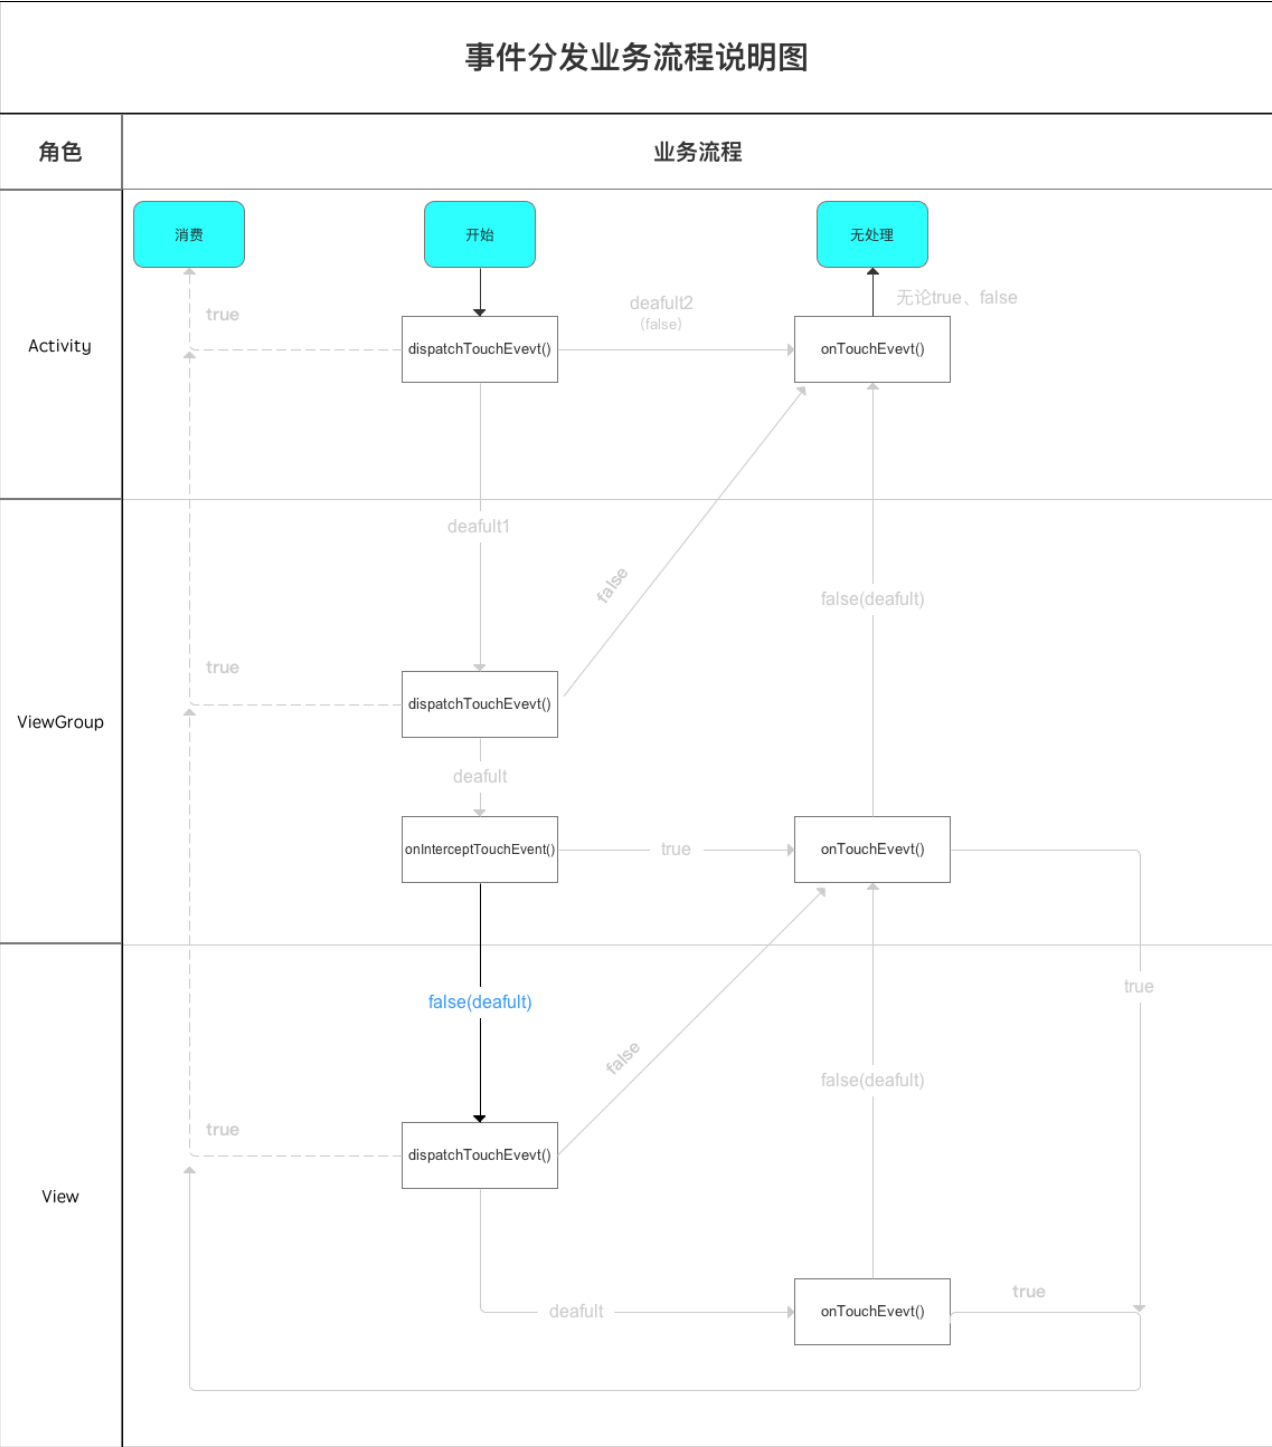 事件分发业务流程说明图
角色
业务流程
消费
开始
无处理
true
deafult2
(false)
无论true、false
Activity
dispatchTouchEvevt()
onTouchEvevt()
deafult1
false
false(deafult)
true
ViewGroup
dispatchTouchEvevt()
deafult
onInterceptTouchEvent()
true
onTouchEvevt()
true
false(deafult)
false
false(deafult)
true
View
dispatchTouchEvevt()
deafult
onTouchEvevt()
true